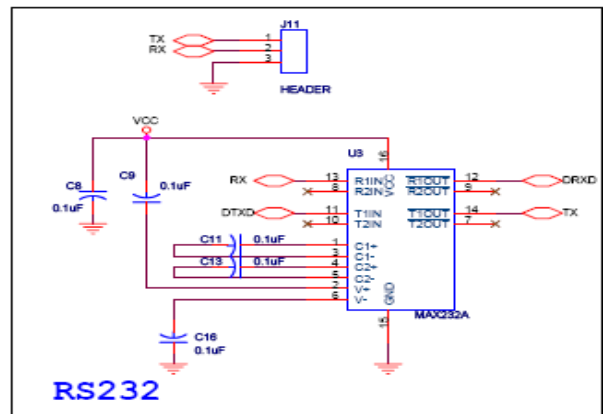 J11
TX 1
RX 2
3
HEADER
VCC
U3
16
C8
0.1uF
C9
0.1uF
RX 13 R1IN VCC R1OUT 12 DRXD
8 R2IN R2OUT 9
DTXD 11 T1IN T1OUT 14 TX
10 T2IN T2OUT 7
C11 0.1uF 1 C1+
3 C1-
C13 0.1uF 4 C2+
5 C2-
2 V+
6 V-
GND
15
MAX232A
C16
0.1uF
RS232